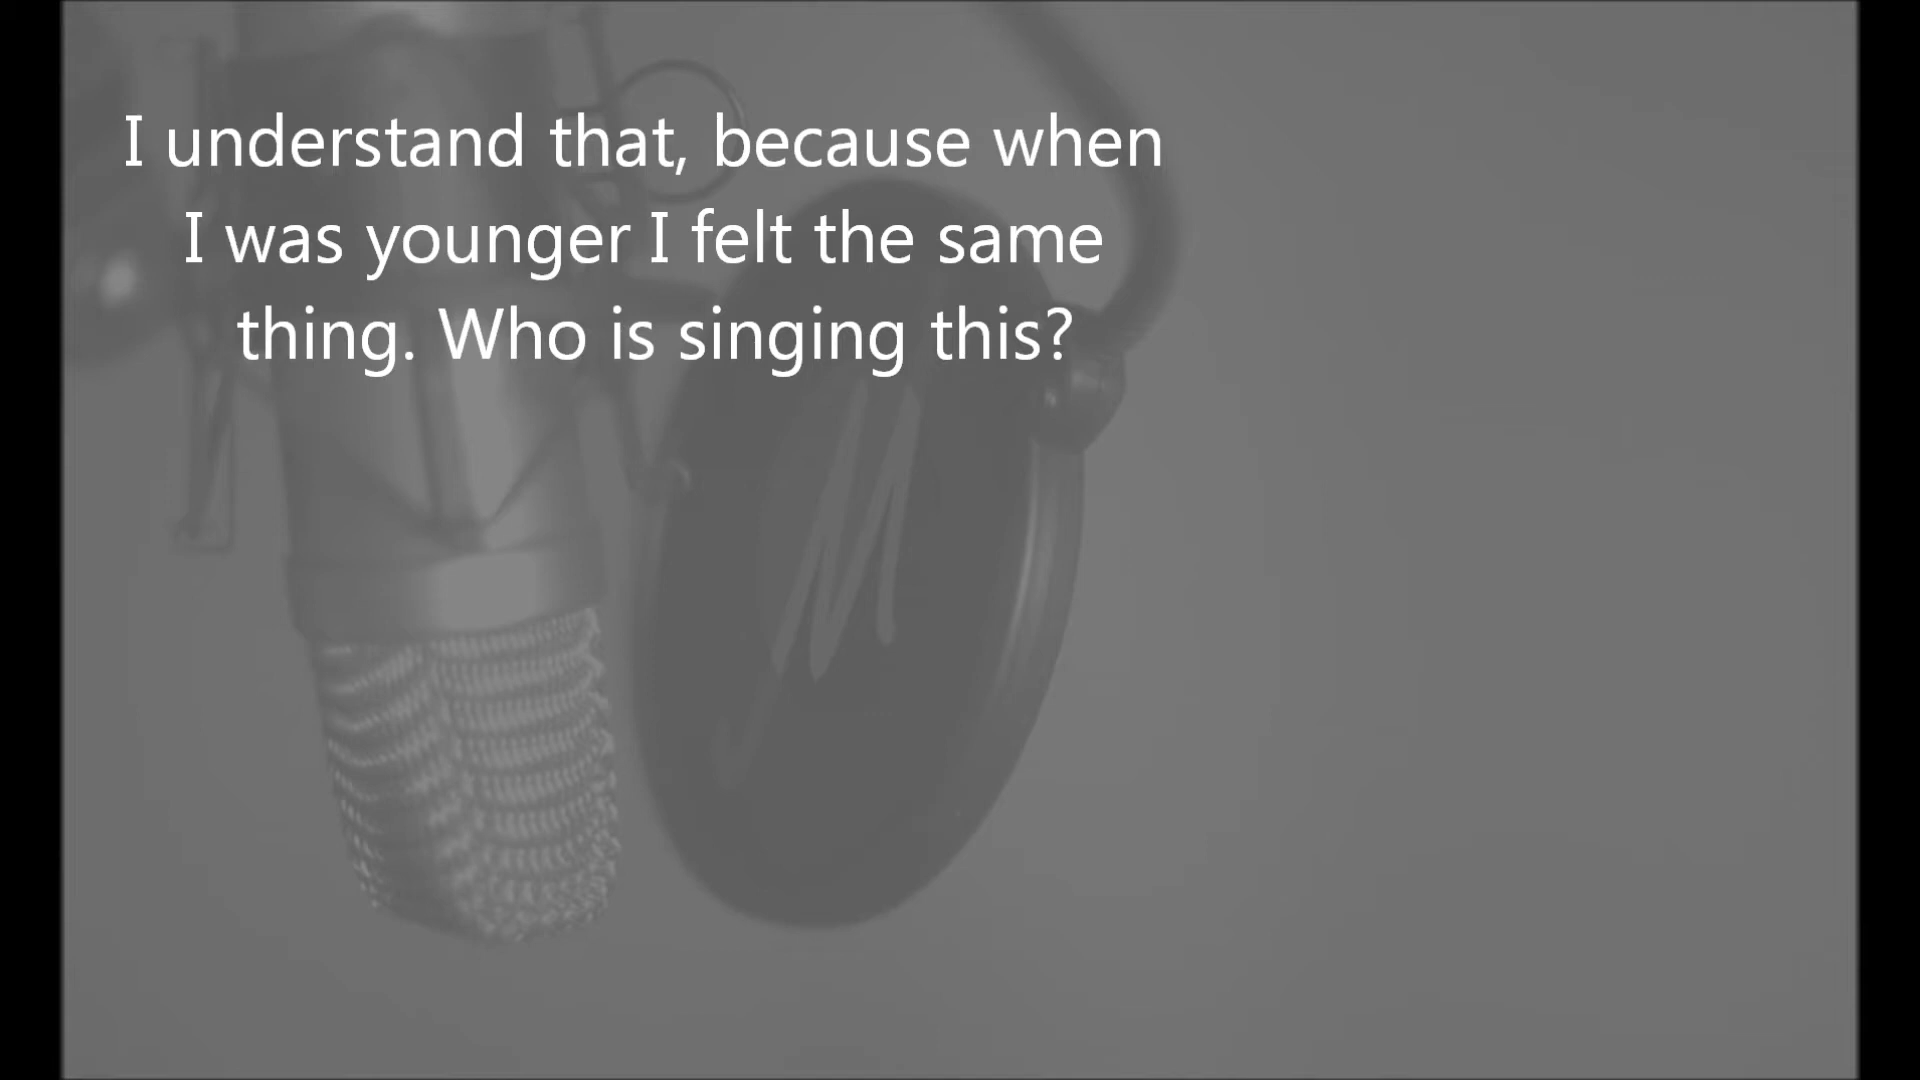 I understand that, because when
I was younger I felt the same
thing. Who is singing this?